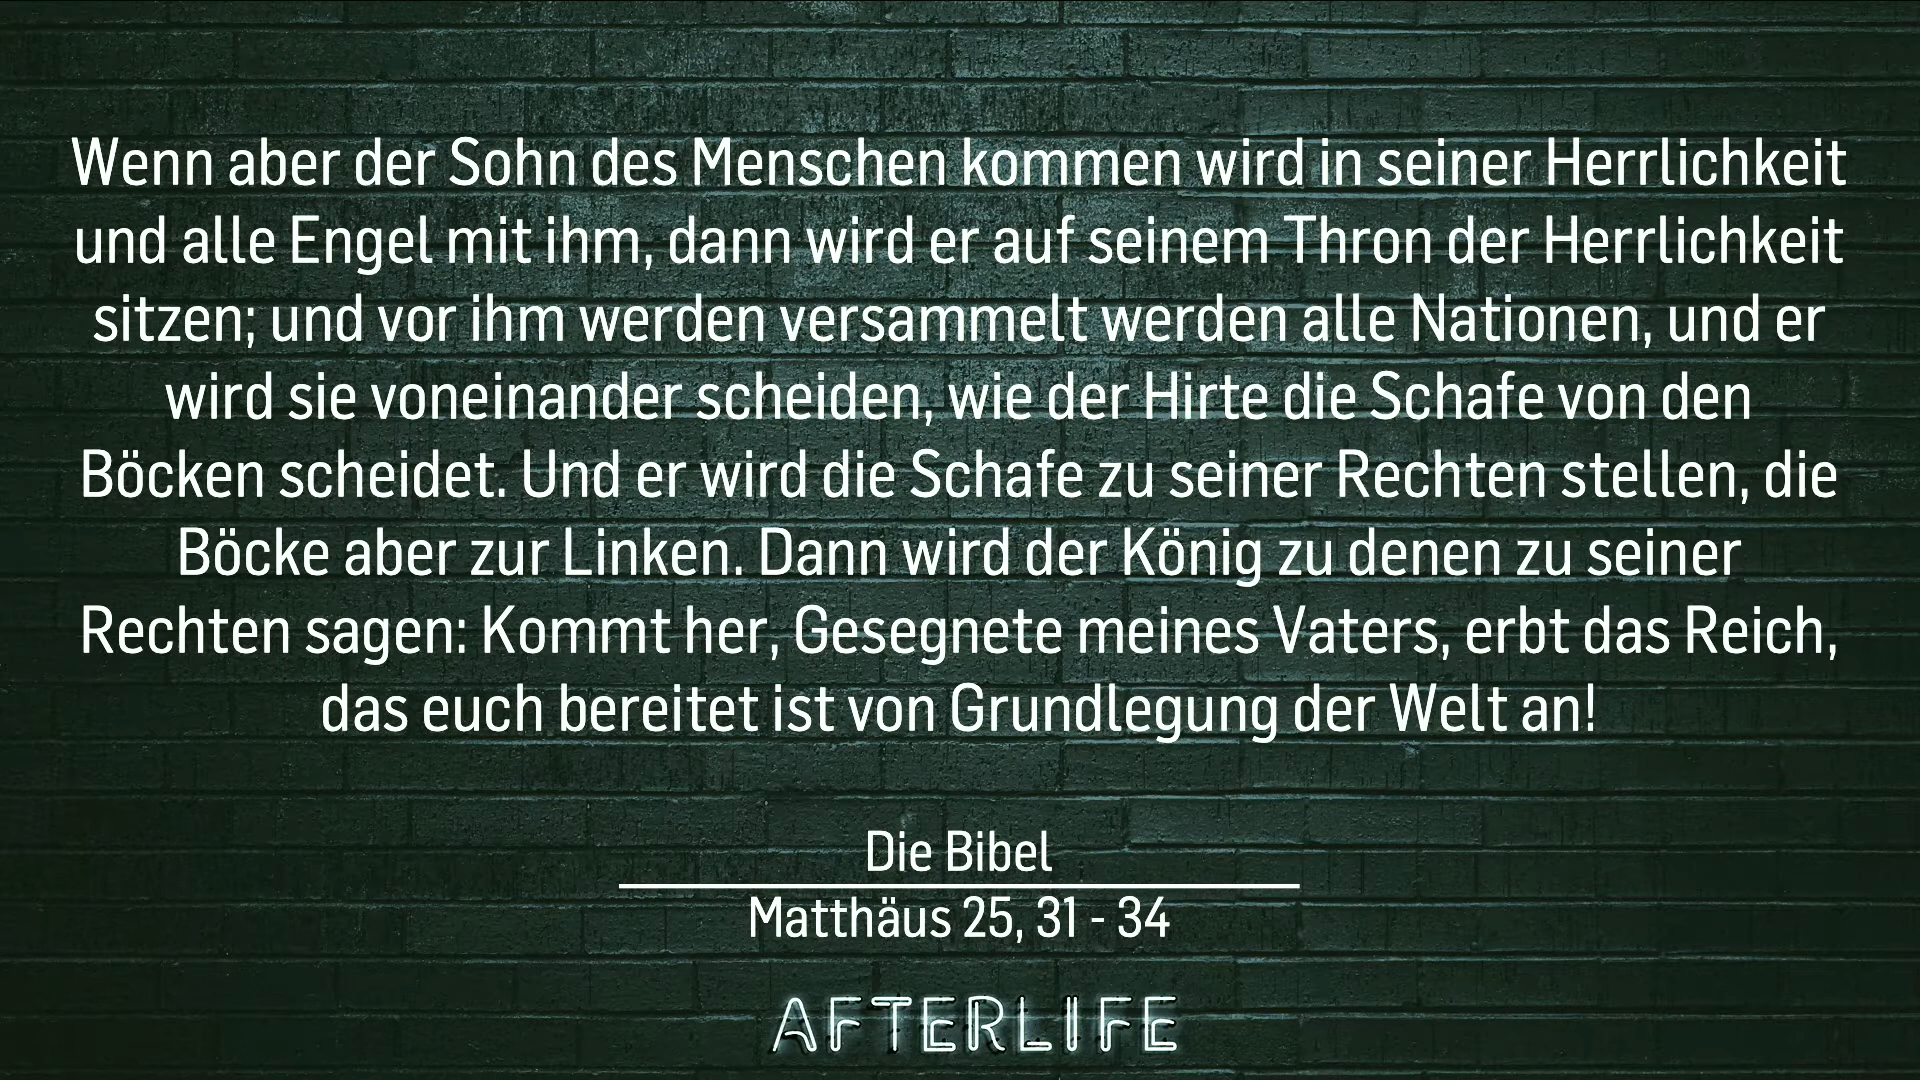 Wenn aber der Sohn des Menschen kommen wird in seiner Herrlichkeit
und alle Engel mit ihm, dann wird er auf seinem Thron der Herrlichkeit
sitzen; und vor ihm werden versammelt werden alle Nationen, und er
wird sie voneinander scheiden, wie der Hirte die Schafe von den
Böcken scheidet. Und er wird die Schafe zu seiner Rechten stellen, die
Böcke aber zur Linken. Dann wird der König zu denen zu seiner
Rechten sagen: Kommt her, Gesegnete meines Vaters, erbt das Reich,
das euch bereitet ist von Grundlegung der Welt an!
Die Bibel
Matthäus 25, 31 - 34
AFTERLIFE